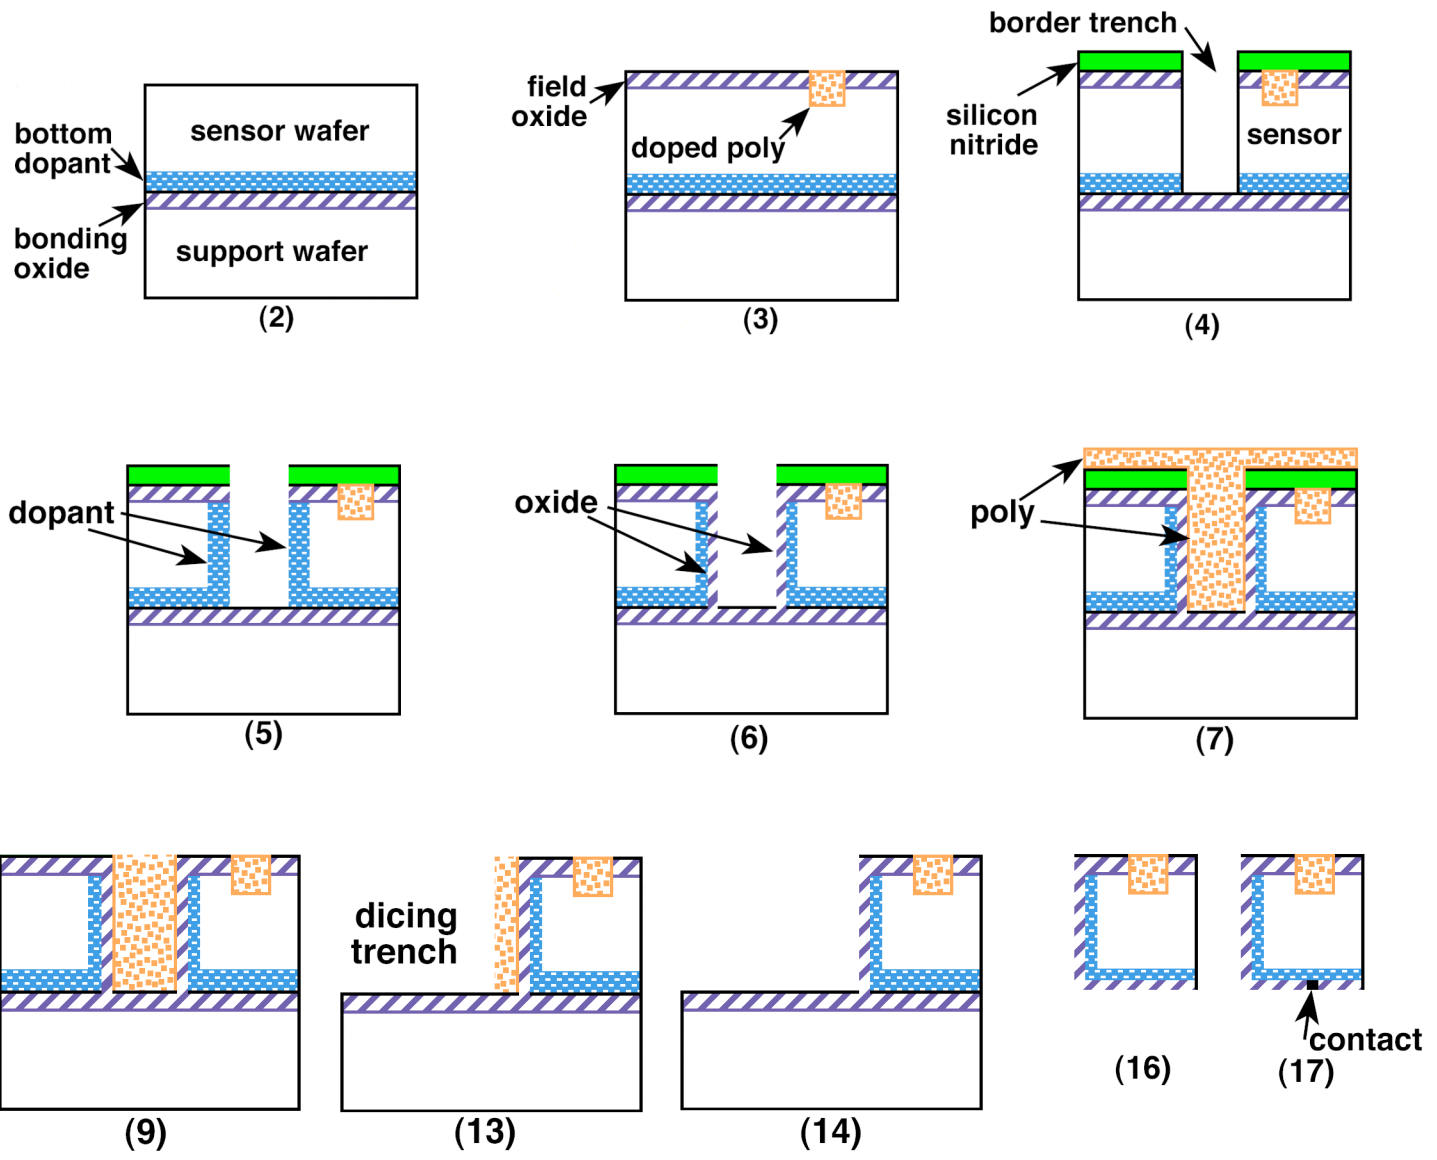 sensor wafer
bottom
dopant
bonding
oxide
support wafer
(2)
field
oxide
doped poly
(3)
border trench
silicon
nitride
sensor
(4)
dopant
(5)
oxide
(6)
poly
(7)
(9)
dicing
trench
(13)
(14)
(16)
contact
(17)